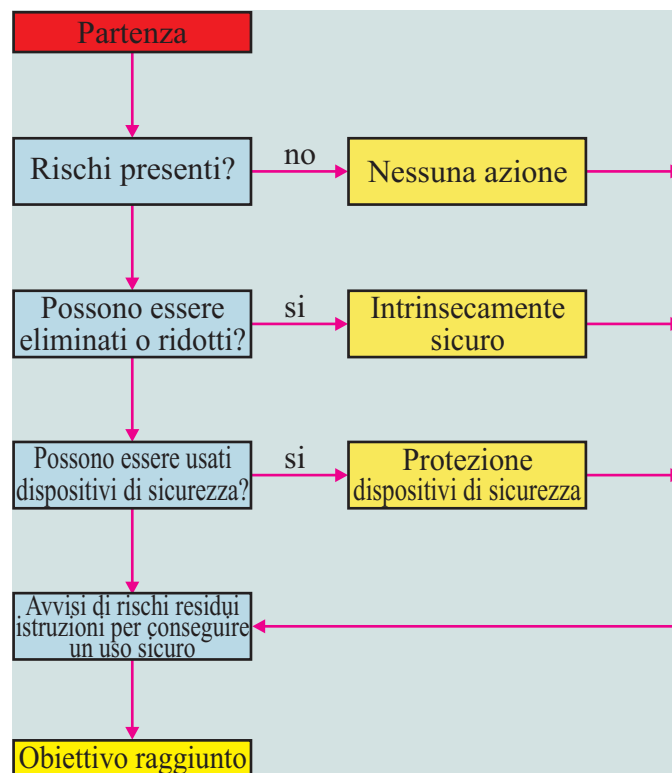 Partenza
Rischi presenti?
no
Nessuna azione
Possono essere
eliminati o ridotti?
si
Intrinsecamente
sicuro
Possono essere usati
dispositivi di sicurezza?
si
Protezione
dispositivi di sicurezza
Avvisi di rischi residui
istruzioni per conseguire
un uso sicuro
Obiettivo raggiunto